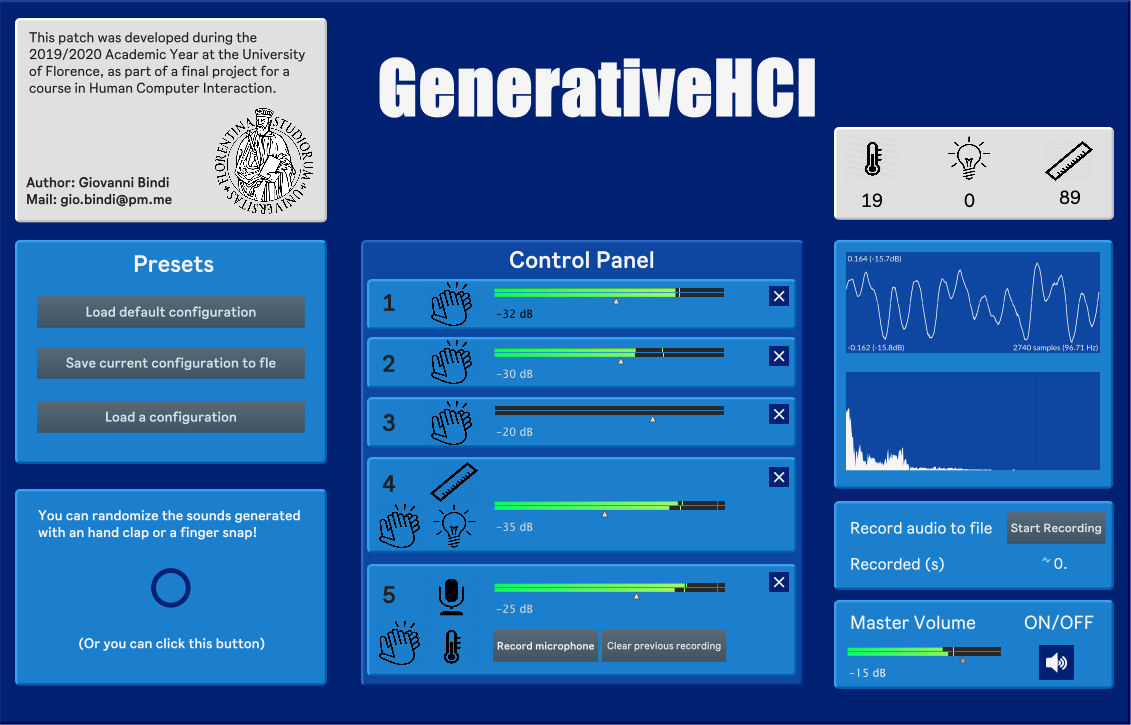 This patch was developed during the
2019/2020 Academic Year at the University
of Florence, as part of a final project for a
course in Human Computer Interaction.
FLORENTINA STUDIORUM UNIVERSITAS
Author: Giovanni Bindi
Mail: gio.bindi@pm.me
GenerativeHCI
19
0
89
Presets
Load default configuration
Save current configuration to fle
Load a configuration
You can randomize the sounds generated
with an hand clap or a finger snap!
(Or you can click this button)
Control Panel
1
-32 dB
2
-30 dB
3
-20 dB
4
-35 dB
5
-25 dB
Record microphone
Clear previous recording
0.164 (-15.7dB)
-0.162 (-15.8dB)
2740 samples (96.71 Hz)
Record audio to file
Start Recording
Recorded (s)
~0.
Master Volume
ON/OFF
-15 dB